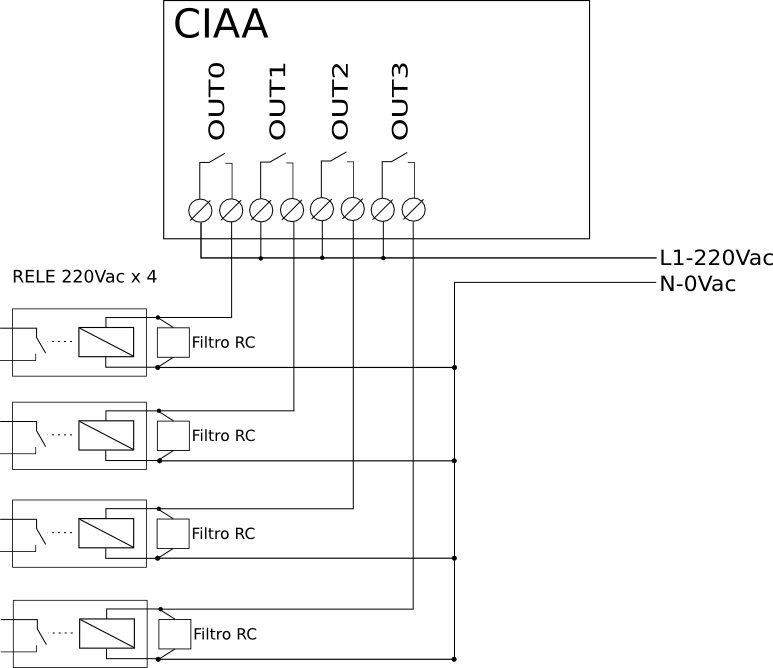 CIAA
OUT0
OUT1
OUT2
OUT3
L1-220Vac
N-0Vac
RELE 220Vac x 4
Filtro RC
Filtro RC
Filtro RC
Filtro RC